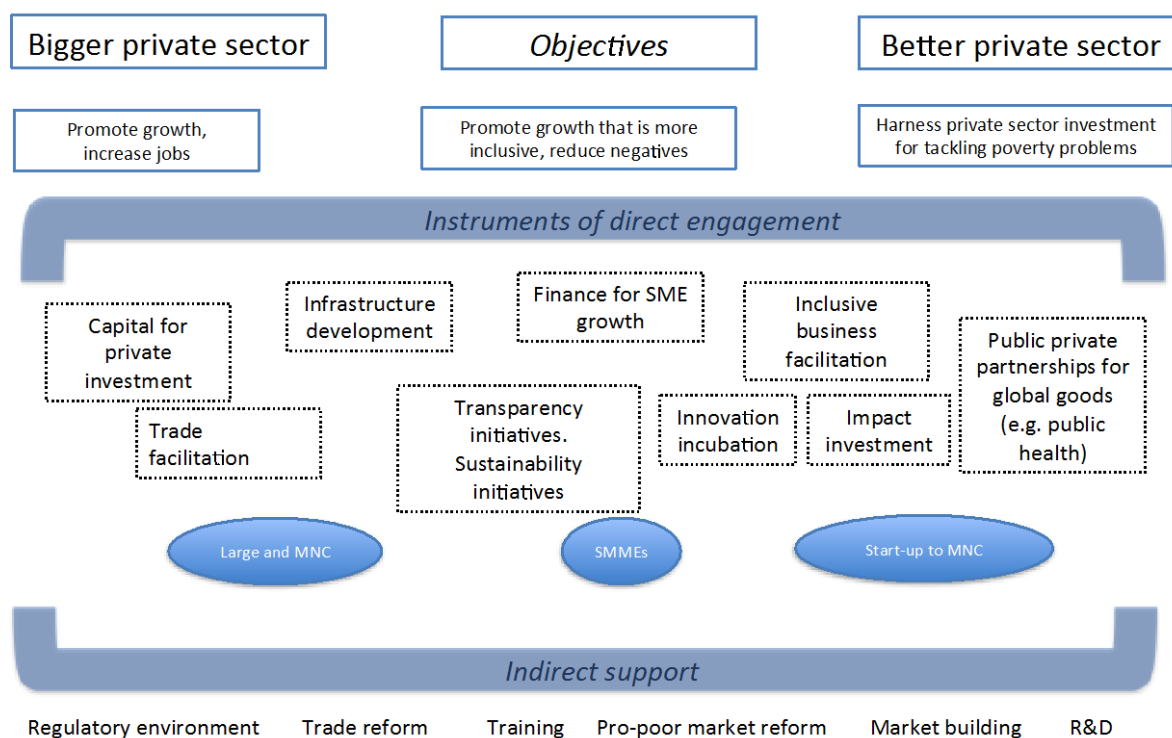 Bigger private sector
Objectives
Better private sector
Promote growth,
increase jobs
Promote growth that is more
inclusive, reduce negatives
Harness private sector investment
for tackling poverty problems
Instruments of direct engagement
Capital for
private
investment
Infrastructure
development
Finance for SME
growth
Inclusive
business
facilitation
Public private
partnerships for
global goods
(e.g. public
health)
Trade
facilitation
Transparency
initiatives.
Sustainability
initiatives
Innovation
incubation
Impact
investment
Large and MNC
SMMEs
Start-up to MNC
Indirect support
Regulatory environment
Trade reform
Training
Pro-poor market reform
Market building
R&D